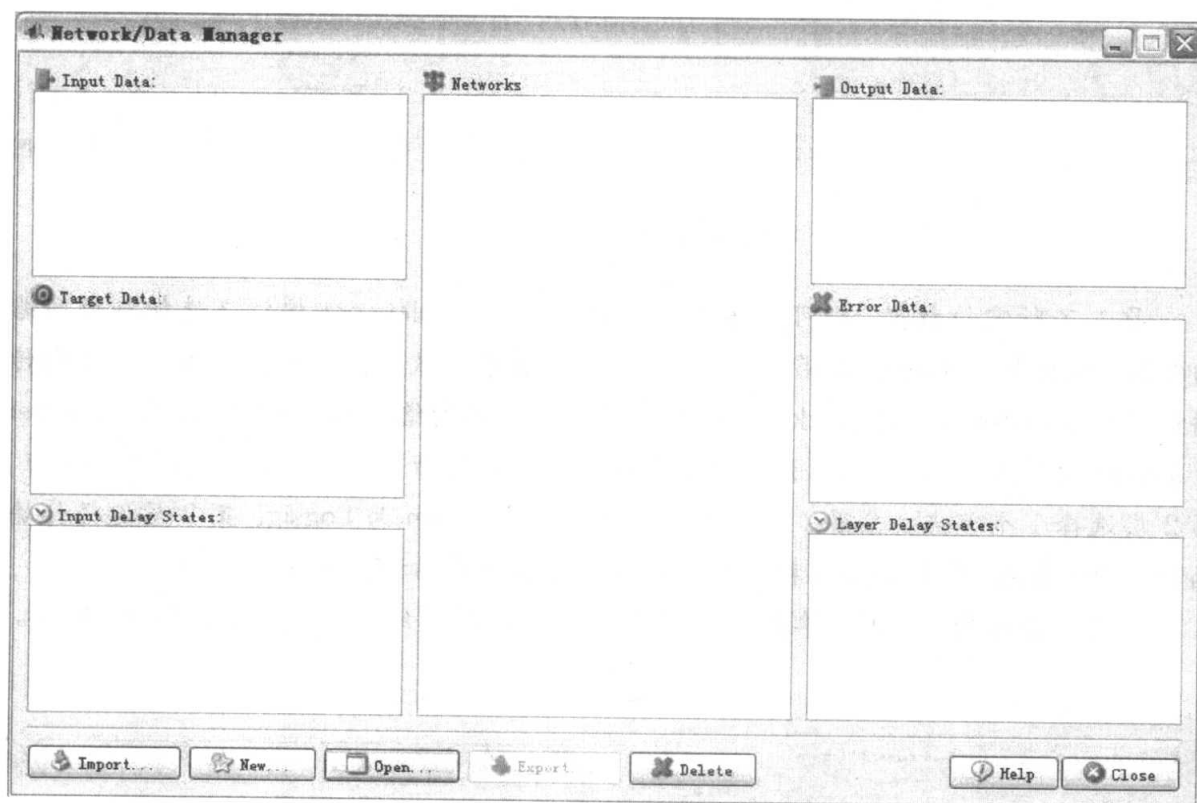 Network/Data Manager
Input Data:
Networks
Output Data:
Target Data:
Error Data:
Input Delay States:
Layer Delay States:
Import...
New...
Open...
Export...
Delete
Help
Close